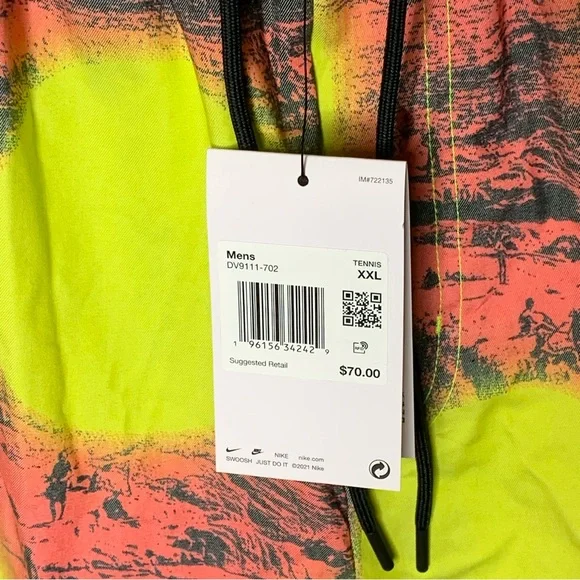 IM#722135
Mens
DV9111-702
TENNIS
XXL
1 96156 34242 9
Suggested Retail
$70.00
NIKE nike.com
SWOOSH JUST DO IT ©2021 Nike